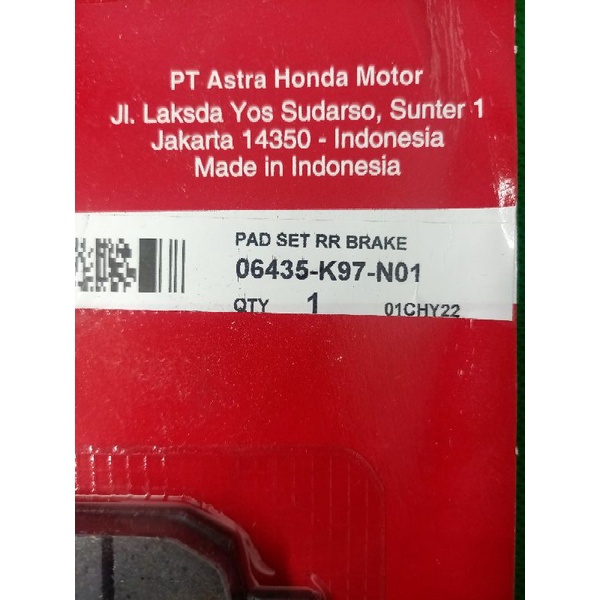 PT Astra Honda Motor
Jl. Laksda Yos Sudarso, Sunter 1
Jakarta 14350 - Indonesia
Made in Indonesia
PAD SET RR BRAKE
06435-K97-N01
QTY 1 01CHY22